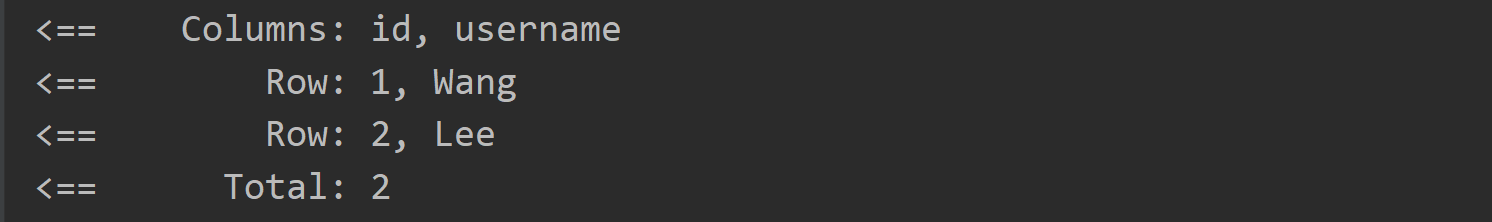 <==    Columns: id, username
<==        Row: 1, Wang
<==        Row: 2, Lee
<==      Total: 2